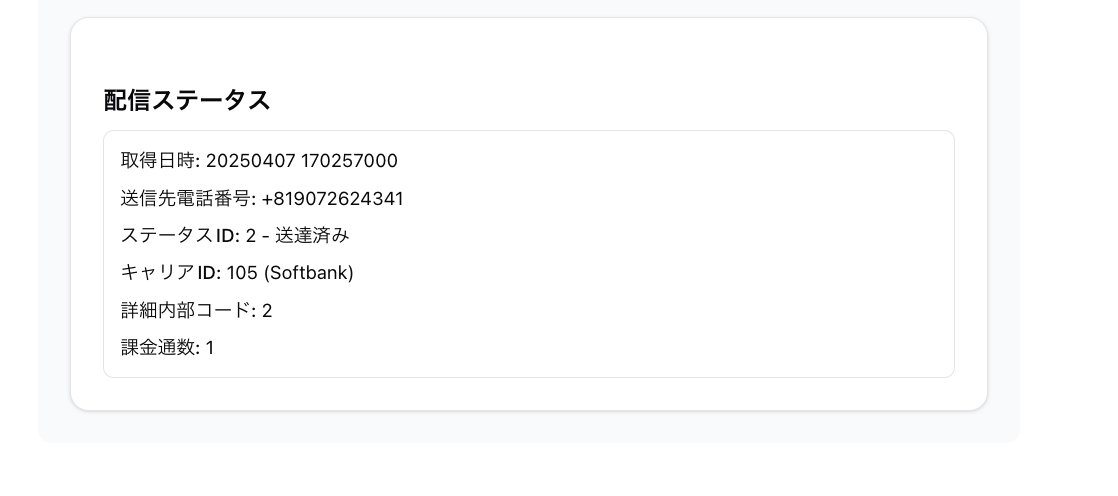 配信ステータス
取得日時: 20250407 170257000
送信先電話番号: +819072624341
ステータスID: 2 - 送達済み
キャリアID: 105 (Softbank)
詳細内部コード: 2
課金通数: 1